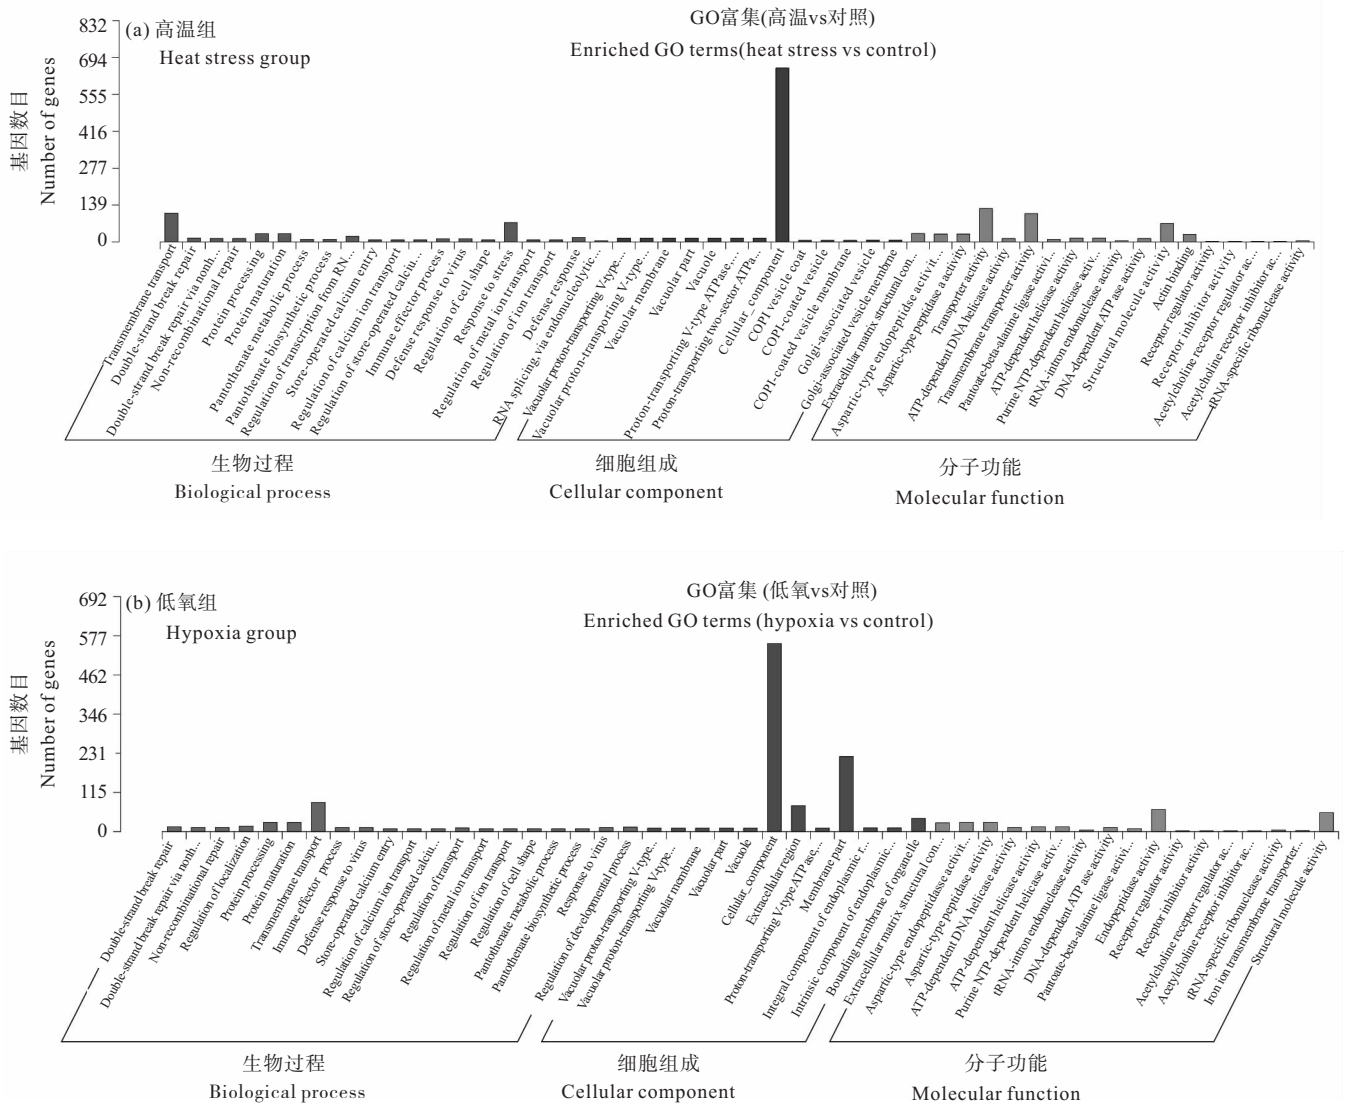 (a) 高温组
Heat stress group
GO富集(高温vs对照)
Enriched GO terms(heat stress vs control)
基因数目
Number of genes
832
694
555
416
277
139
0
Transmembrane transport
Double-strand break repair
Double-strand break repair via nonh...
Non-recombinational repair
Protein processing
Protein maturation
Pantothenate metabolic process
Pantothenate biosynthetic process
Regulation of transcription from RN...
Store-operated calcium entry
Regulation of calcium ion transport
Regulation of store-operated calciu...
Immune effector process
Defense response to virus
Regulation of cell shape
Response to stress
Regulation of metal ion transport
Regulation of ion transport
Defense response
RNA splicing, via endonucleolytic...
Vacuolar proton-transporting V-type...
Vacuolar proton-transporting V-type...
Vacuolar membrane
Vacuolar part
Vacuole
Proton-transporting V-type ATPase....
Proton-transporting two-sector ATPa...
Cellular_component
COPI vesicle coat
COPI-coated vesicle
COPI-coated vesicle membrane
Golgi-associated vesicle
Golgi-associated vesicle membrne
Extracellular matrix structural con...
Aspartic-type endopeptidase activit...
Aspartic-type peptidase a activity
Transporter activity
ATP-dependent DNA helicase activity
Transmembrane transporter activity
Pantoate-beta-alanine ligase activi...
ATP-dependent helicase activity
Purine NTP-dependent helicase activ...
tRNA-intron endonuclease activity
DNA-dependent ATPase activity
Structural molecule activity
Actin binding
Receptor regulator activity
Receptor inhibitor activity
Acetylcholine receptor regulator ac...
Acetylcholine receptor inhibitor ac...
tRNA-specific ribonuclease activity
生物过程
Biological process
细胞组成
Cellular component
分子功能
Molecular function
(b) 低氧组
Hypoxia group
GO富集 (低氧vs对照)
Enriched GO terms (hypoxia vs control)
基因数目
Number of genes
692
577
462
346
231
115
0
Double-strand break repair
Double-strand break repair via nonh...
Non-recombinational repair
Regulation of localization
Protein processing
Protein maturation
Transmembrane transport
Immune effector process
Defense response to virus
Store-operated calcium entry
Regulation of calcium ion transport
Regulation of store-operated calciu...
Regulation of transport
Regulation of metal ion transport
Regulation of ion transport
Regulation of cell shape
Pantothenate metabolic process
Pantothenate biosynthetic process
Response to virus
Regulation of developmental process
Vacuolar proton-transporting V-type...
Vacuolar proton-transporting V-type...
Vacuolar membrane
Vacuolar part
Vacuole
Cellular_component
Extracellular region
Proton-transporting V-type ATPase,...
Membrane part
Integral component of endoplasmic r...
Intrinsic component of endoplasmic...
Bounding membrane of organelle
Extracellular matrix structural con...
Aspartic-type endopeptidase activit...
Aspartic-type peptidase activity
ATP-dependent DNA helicase activity
ATP-dependent helicase activity
Purine NTP-dependent helicase activ...
tRNA-intron endonuclease activity
DNA-dependent ATP ase activity
Pantoate-beta-alanine ligase activi...
Endopeptidase activity
Receptor regulator activity
Receptor inhibitor activity
Acetylcholine receptor regulator ac...
Acetylcholine receptor inhibitor ac...
tRNA-specific ribonuclease activity
Iron ion transmembrane transporter...
Structural molecule activity
生物过程
Biological process
细胞组成
Cellular component
分子功能
Molecular function